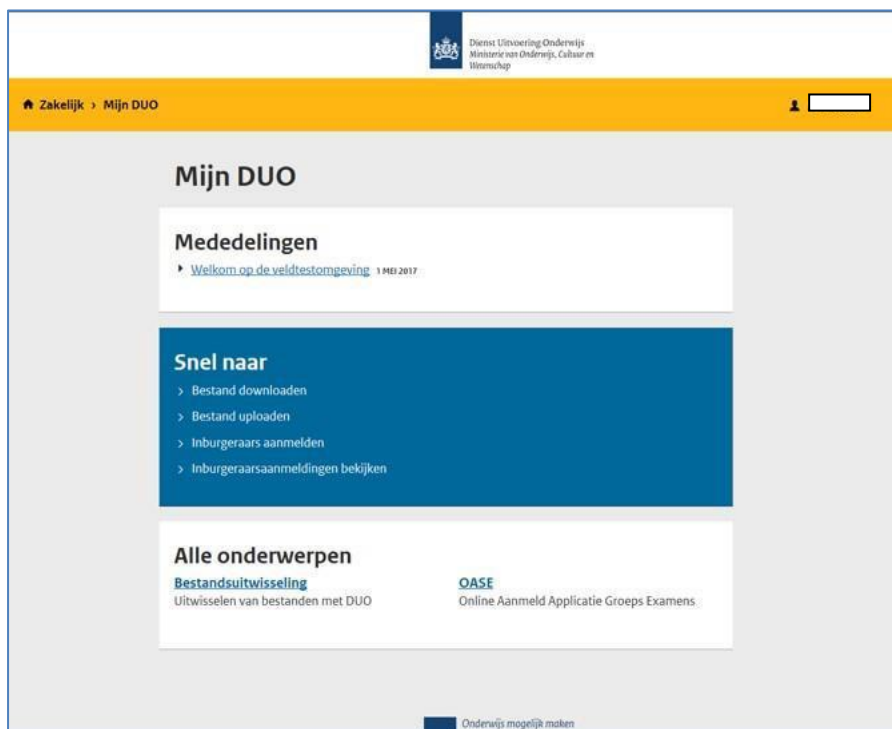 Dienst Uitvoering Onderwijs
Ministerie van Onderwijs, Cultuur en
Wetenschap
Zakelijk › Mijn DUO
Mijn DUO
Mededelingen
Welkom op de veldtestomgeving 1 MEI 2017
Snel naar
› Bestand downloaden
› Bestand uploaden
› Inburgeraars aanmelden
› Inburgeraarsaanmeldingen bekijken
Alle onderwerpen
Bestandsuitwisseling
Uitwisselen van bestanden met DUO
OASE
Online Aanmeld Applicatie Groeps Examens
Onderwijs mogelijk maken